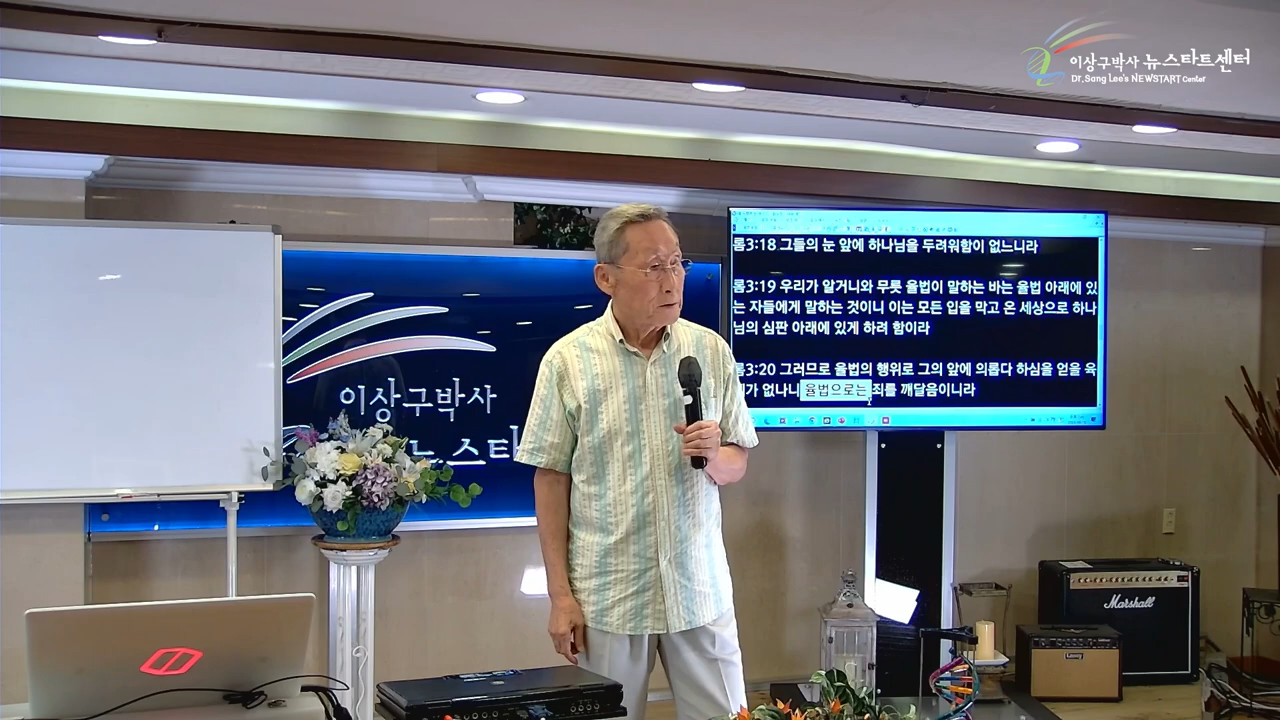 이상구박사 뉴스타트센터
Dr. Sang Lee's NEWSTART Center
롬3:18 그들의 눈 앞에 하나님을 두려워함이 없느니라
롬3:19 우리가 알거니와 무릇 율법이 말하는 바는 율법 아래에 있
는 자들에게 말하는 것이니 이는 모든 입을 막고 온 세상으로 하나
님의 심판 아래에 있게 하려 함이라
롬3:20 그러므로 율법의 행위로 그의 앞에 의롭다 하심을 얻을 육
가 없나니 율법으로는 죄를 깨달음이니라
이상구박사
뉴스타
Marshall
Laney